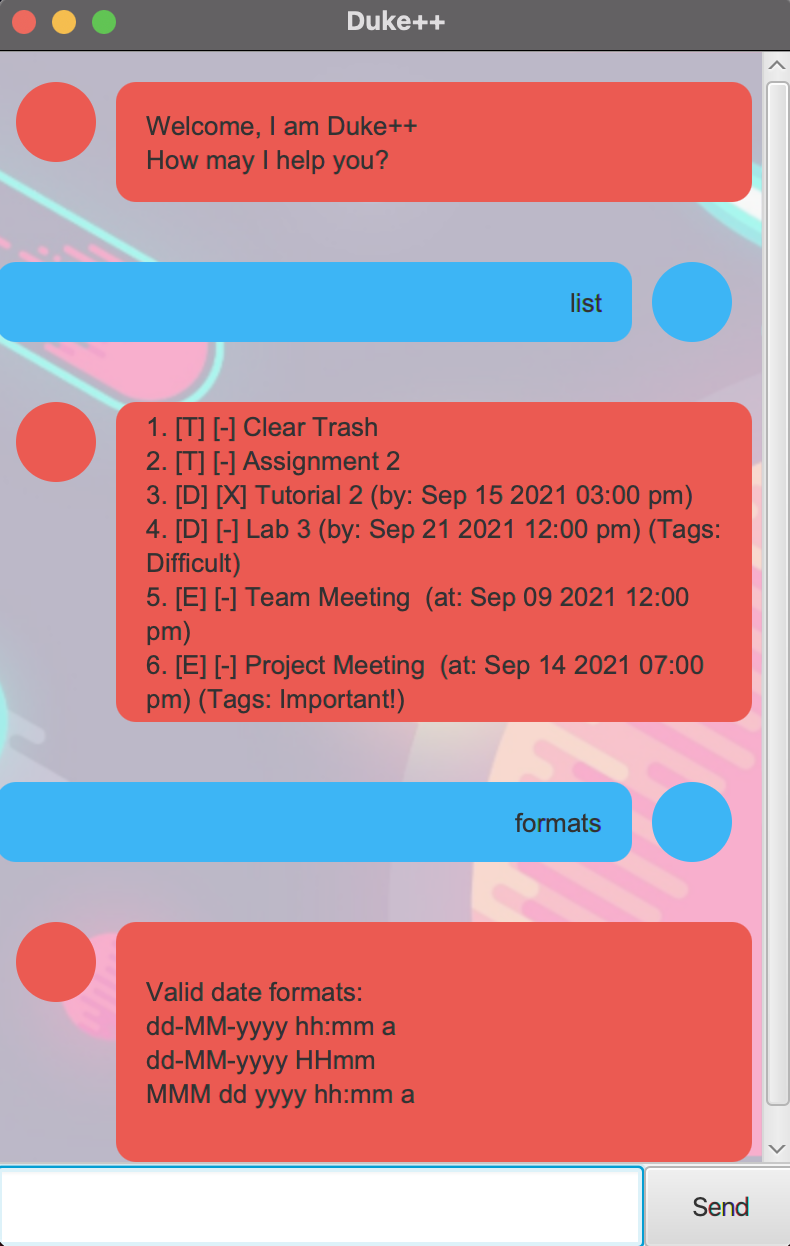 Duke++
Welcome, I am Duke++
How may I help you?
list
1. [T] [-] Clear Trash
2. [T] [-] Assignment 2
3. [D] [X] Tutorial 2 (by: Sep 15 2021 03:00 pm)
4. [D] [-] Lab 3 (by: Sep 21 2021 12:00 pm) (Tags:
Difficult)
5. [E] [-] Team Meeting  (at: Sep 09 2021 12:00
pm)
6. [E] [-] Project Meeting  (at: Sep 14 2021 07:00
pm) (Tags: Important!)
formats
Valid date formats:
dd-MM-yyyy hh:mm a
dd-MM-yyyy HHmm
MMM dd yyyy hh:mm a
Send